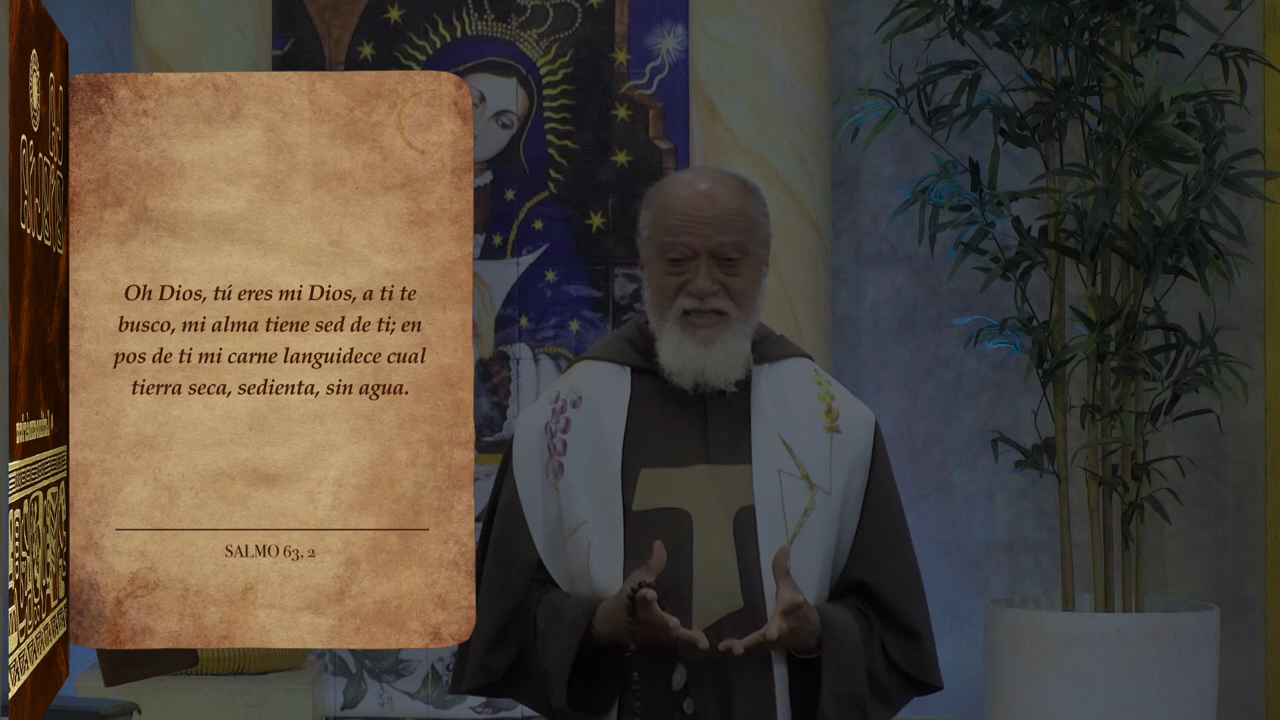 Oh Dios, tú eres mi Dios, a ti te
busco, mi alma tiene sed de ti; en
pos de ti mi carne languidece cual
tierra seca, sedienta, sin agua.
SALMO 63, 2